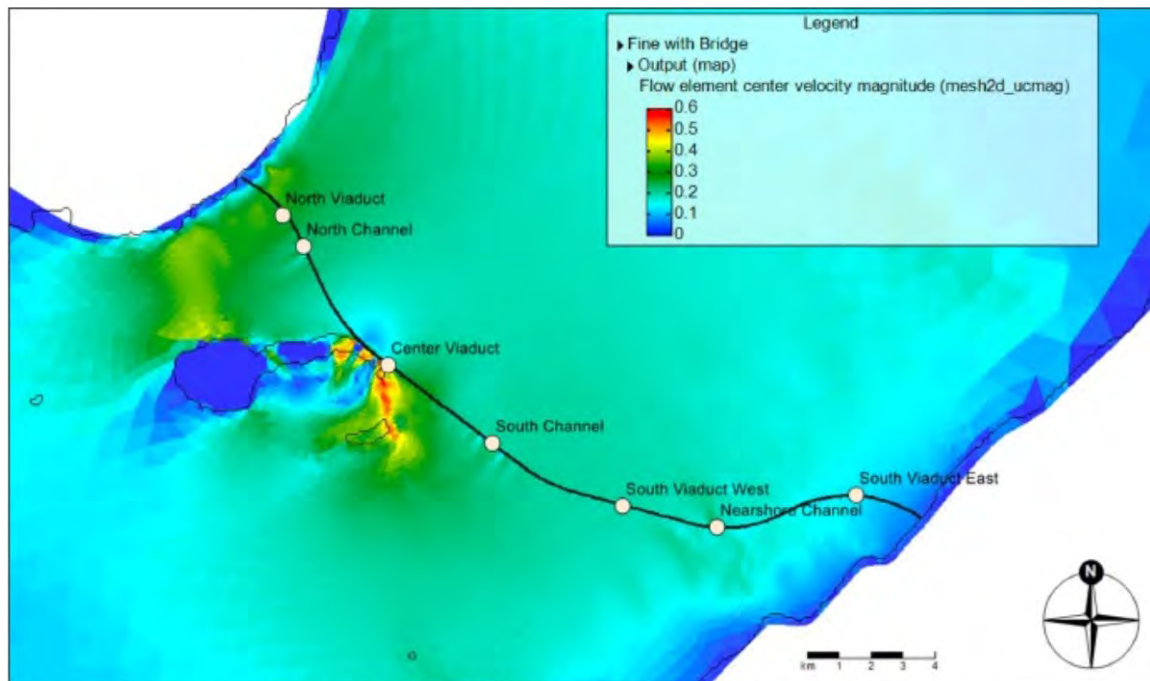 Legend
Fine with Bridge
Output (map)
Flow element center velocity magnitude (mesh2d_ucmag)
0.6
0.5
0.4
0.3
0.2
0.1
0
North Viaduct
North Channel
Center Viaduct
South Channel
South Viaduct West
South Viaduct East
Nearshore Channel
N
km 1 2 3 4